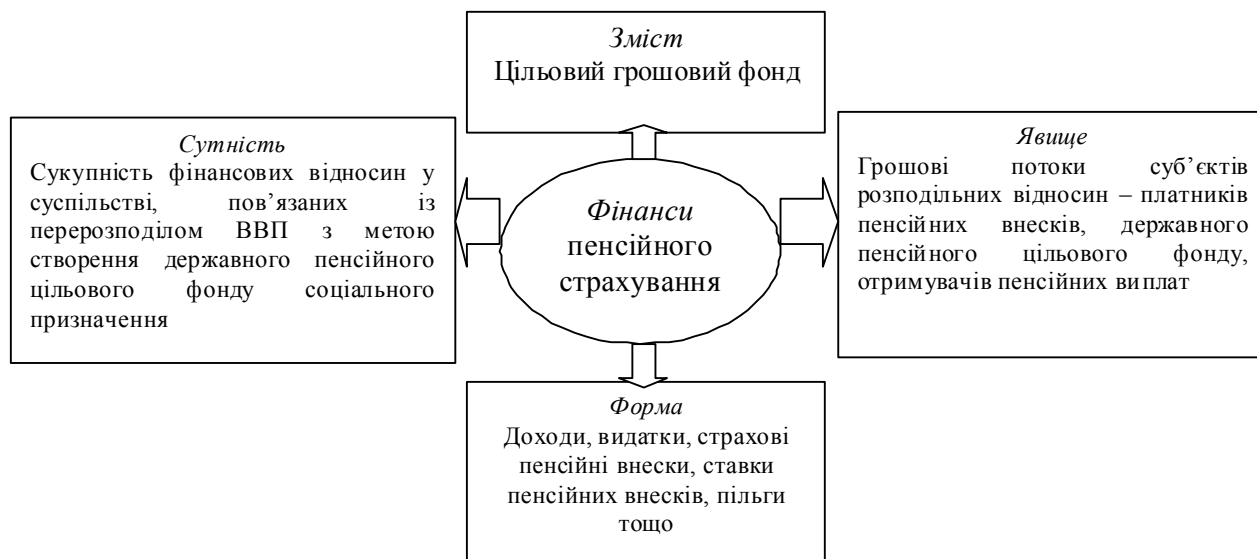 Зміст
Цільовий грошовий фонд
Сутність
Сукупність фінансових відносин у
суспільстві, пов’язаних із
перерозподілом ВВП з метою
створення державного пенсійного
цільового фонду соціального
призначення
Фінанси
пенсійного
страхування
Явище
Грошові потоки суб’єктів
розподільних відносин – платників
пенсійних внесків, державного
пенсійного цільового фонду,
отримувачів пенсійних виплат
Форма
Доходи, видатки, страхові
пенсійні внески, ставки
пенсійних внесків, пільги
тощо